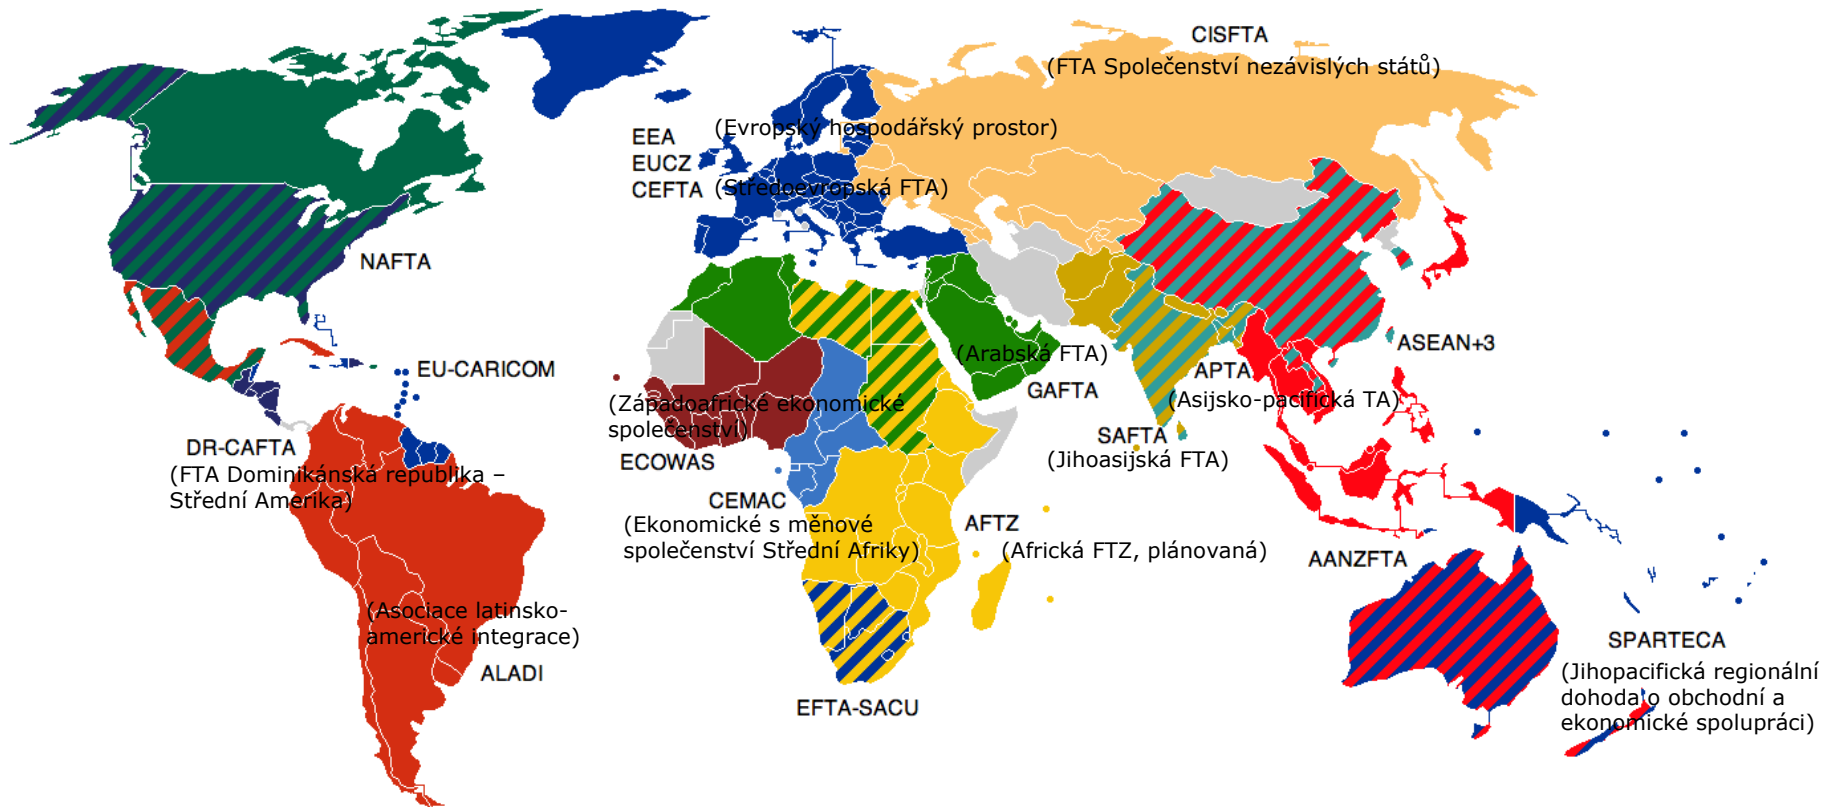 CISFTA
(FTA Společenství nezávislých států)
EEA
(Evropský hospodářský prostor)
EUCZ
CEFTA
(Středoevropská FTA)
NAFTA
EU-CARICOM
DR-CAFTA
(FTA Dominikánská republika –
Střední Amerika)
(Asociace latinsko-
americké integrace)
ALADI
(Západoafrické ekonomické
společenství)
ECOWAS
CEMAC
(Ekonomické s měnové
společenství Střední Afriky)
AFTZ
(Africká FTZ, plánovaná)
EFTA-SACU
(Arabská FTA)
GAFTA
ASEAN+3
APTA
(Asijsko-pacifická TA)
SAFTA
(Jihoasijská FTA)
AANZFTA
SPARTECA
(Jihopacifická regionální
dohoda o obchodní a
ekonomické spolupráci)